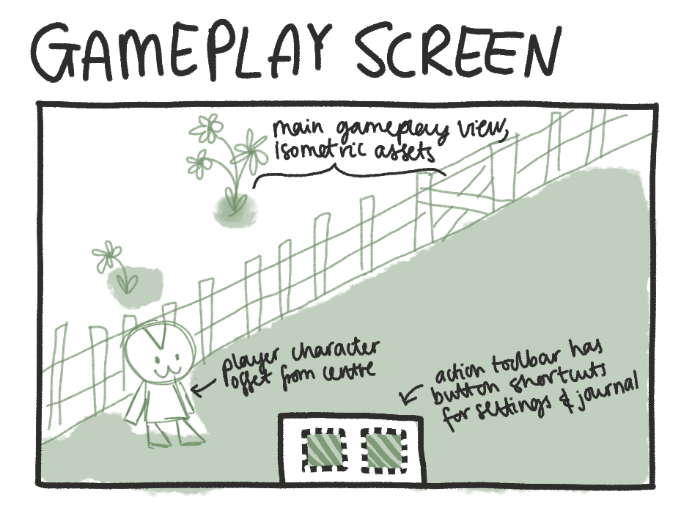 GAMEPLAY SCREEN
main gameplay view,
isometric assets
player character
offset from centre
action toolbar has
button shortcuts
for settings & journal